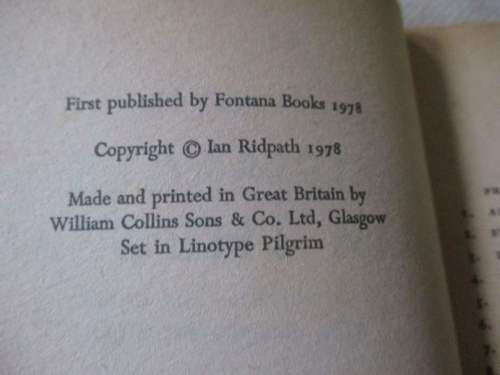 First published by Fontana Books 1978
Copyright © Ian Ridpath 1978
Made and printed in Great Britain by
William Collins Sons & Co. Ltd, Glasgow
Set in Linotype Pilgrim